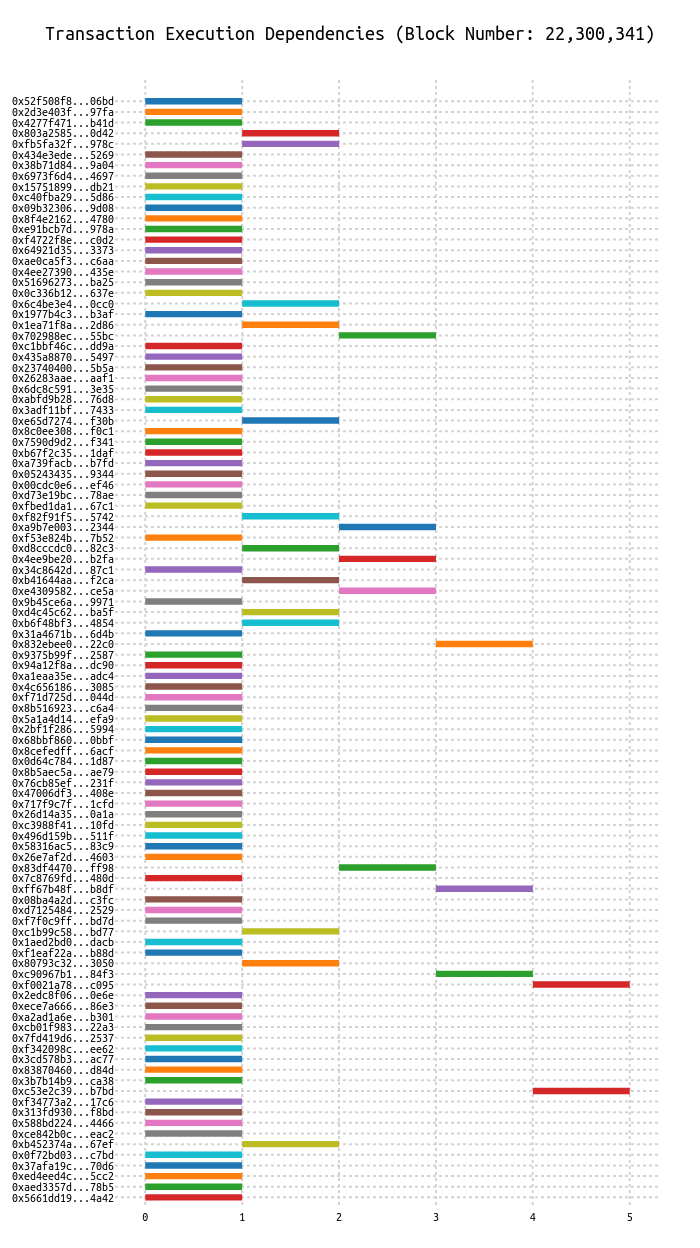 Transaction Execution Dependencies (Block Number: 22,300,341)
0x52f508f8...06bd
0x2d3e403f...97fa
0x4277f471...b41d
0x803a2585...0d42
0xfb5fa32f...978c
0x434e3ede...5269
0x38b71d84...9a04
0x6973f6d4...4697
0x15751899...db21
0xc40fba29...5d86
0x09b32306...9d08
0x8f4e2162...4780
0xe91bcb7d...978a
0xf4722f8e...c0d2
0x64921d35...3373
0xae0ca5f3...c6aa
0x4ee27390...435e
0x51696273...ba25
0x0c336b12...637e
0x6c4be3e4...0cc0
0x1977b4c3...b3af
0x1ea71f8a...2d86
0x702988ec...55bc
0xc1bbf46c...dd9a
0x435a8870...5497
0x23740400...5b5a
0x26283aae...aaf1
0x6dc8c591...3e35
0xabfd9b28...76d8
0x3adf11bf...7433
0xe65d7274...f30b
0x8c0ee308...f0c1
0x7590d9d2...f341
0xb67f2c35...1daf
0xa739facb...b7fd
0x05243435...9344
0x00cdc0e6...ef46
0xd73e19bc...78ae
0xfbed1da1...67c1
0xf82f91f5...5742
0xa9b7e003...2344
0xf53e824b...7b52
0xd8cccdc0...82c3
0x4ee9be20...b2fa
0x34c8642d...87c1
0xb41644aa...f2ca
0xe4309582...ce5a
0x9b45ce6a...9971
0xd4c45c62...ba5f
0xb6f48bf3...4854
0x31a4671b...6d4b
0x832ebee0...22c0
0x9375b99f...2587
0x94a12f8a...dc90
0xa1eaa35e...adc4
0x4c656186...3085
0xf71d725d...044d
0x8b516923...c6a4
0x5a1a4d14...efa9
0x2bf1f286...5994
0x68bbf860...0bbf
0x8cefedff...6acf
0x0d64c784...1d87
0x8b5aec5a...ae79
0x76cb85ef...231f
0x47006df3...408e
0x717f9c7f...1cfd
0x26d14a35...0a1a
0xc3988f41...10fd
0x496d159b...511f
0x58316ac5...83c9
0x26e7af2d...4603
0x83df4470...ff98
0x7c8769fd...480d
0xff67b48f...b8df
0x08ba4a2d...c3fc
0xd7125484...2529
0xf7f0c9ff...bd7d
0xc1b99c58...bd77
0x1aed2bd0...dacb
0xf1eaf22a...b88d
0x80793c32...3050
0xc90967b1...84f3
0xf0021a78...c095
0x2edc8f06...0e6e
0xece7a666...86e3
0xa2ad1a6e...b301
0xcb01f983...22a3
0x7fd419d6...2537
0xf342098c...ee62
0x3cd578b3...ac77
0x83870460...d84d
0x3b7b14b9...ca38
0xc53e2c39...b7bd
0xf34773a2...17c6
0x313fd930...f8bd
0x588bd224...4466
0xce842b0c...eac2
0xb452374a...67ef
0x0f72bd03...c7bd
0x37afa19c...70d6
0xed4eed4c...5cc2
0xaed3357d...78b5
0x5661dd19...4a42
0 1 2 3 4 5